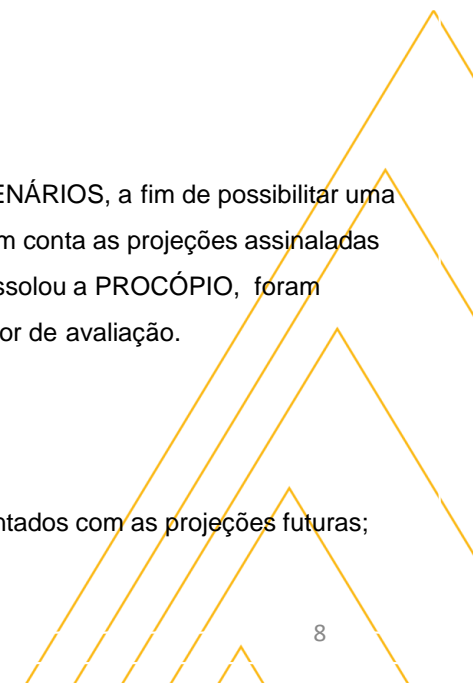 ENÁRIOS, a fim de possibilitar uma
m conta as projeções assinaladas
ssolou a PROCÓPIO, foram
or de avaliação.
ntados com as projeções futuras;
8